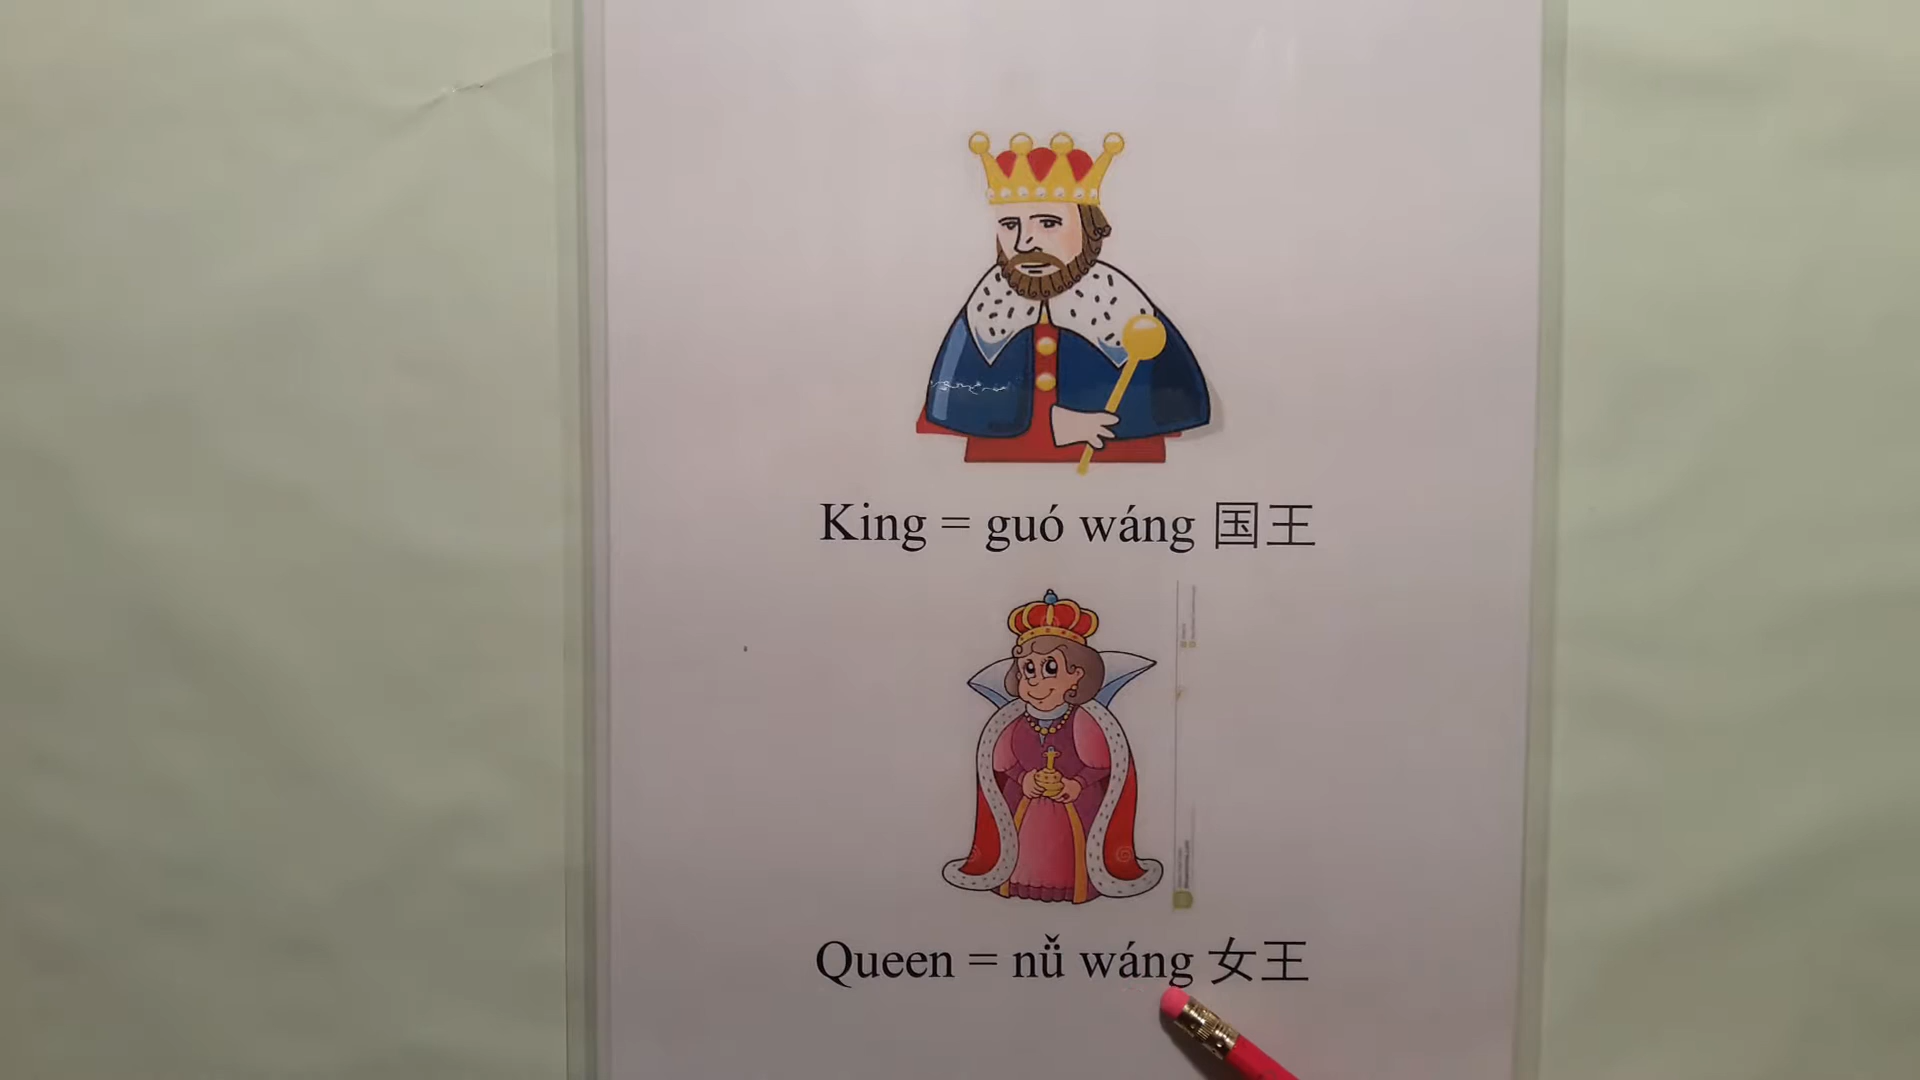 King = guó wáng 国王
Queen = nǚ wáng 女王